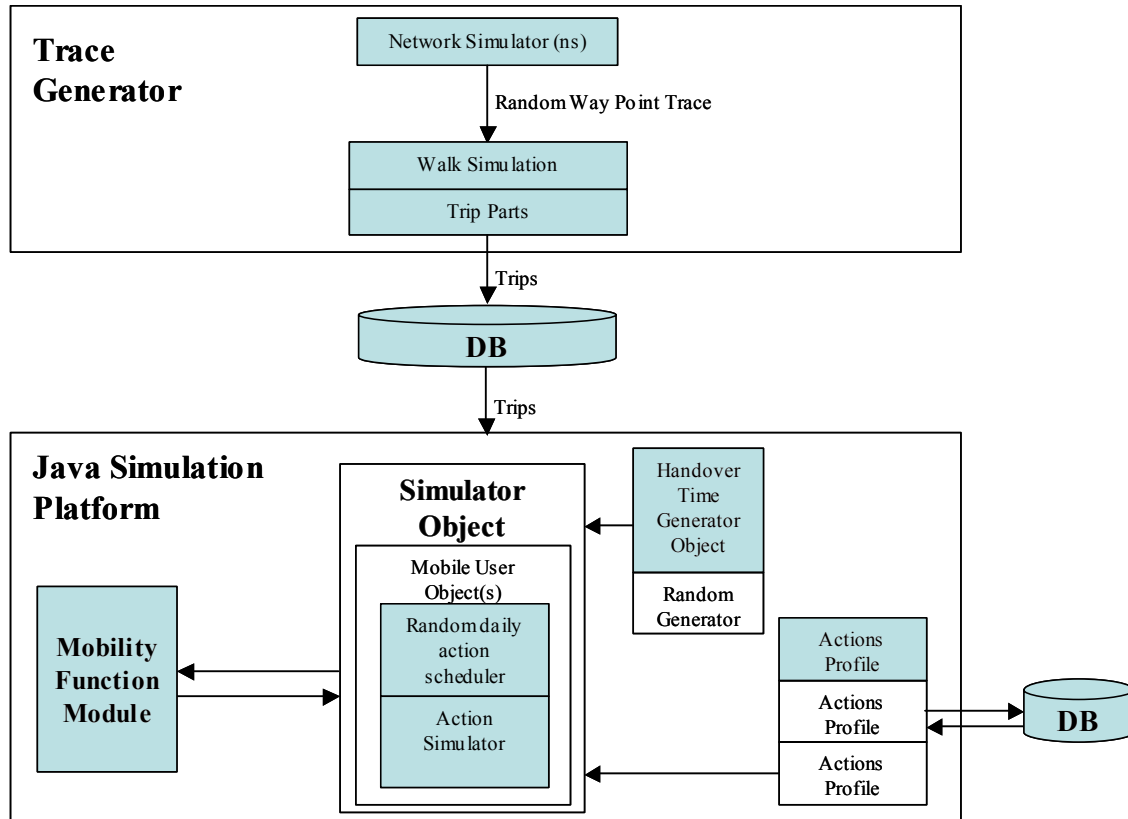 Trace
Generator
Network Simulator (ns)
Random Way Point Trace
Walk Simulation
Trip Parts
Trips
DB
Trips
Java Simulation
Platform
Simulator
Object
Mobile User
Object(s)
Random daily
action
scheduler
Action
Simulator
Handover
Time
Generator
Object
Random
Generator
Mobility
Function
Module
Actions
Profile
Actions
Profile
Actions
Profile
DB